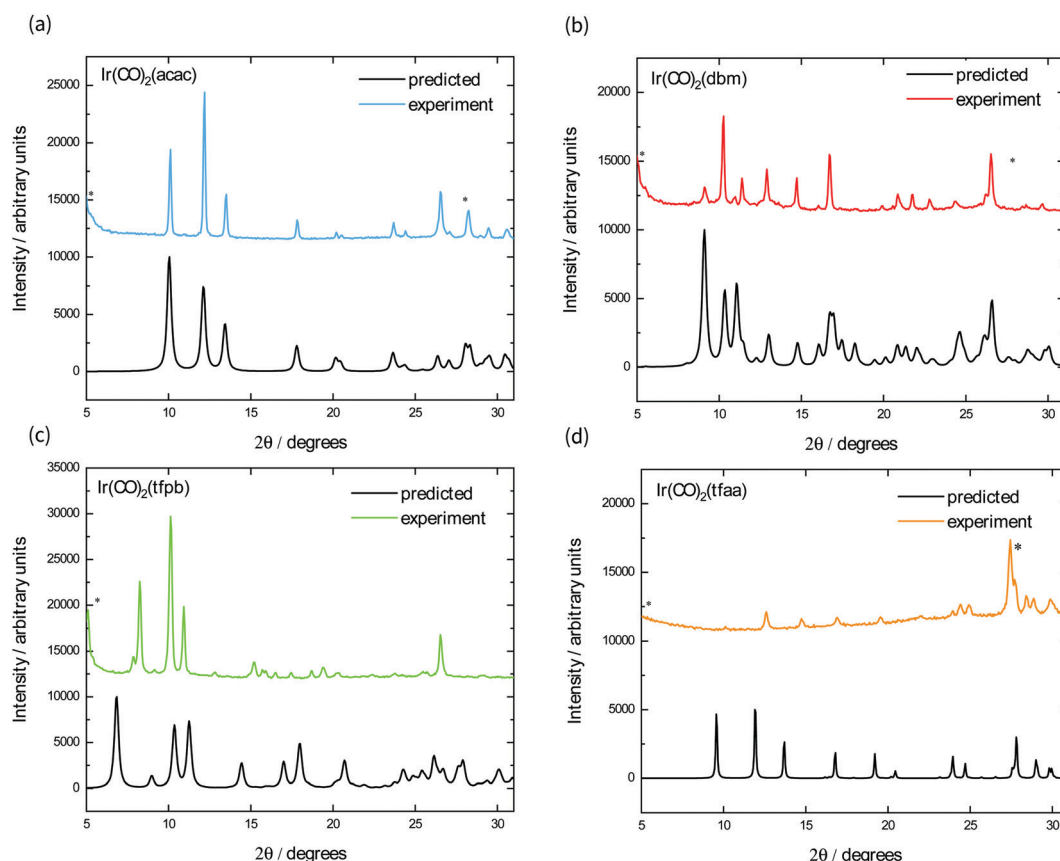 (a)
Ir(CO)2(acac)
predicted
experiment
*
*
25000
20000
15000
10000
5000
0
Intensity / arbitrary units
5 10 15 20 25 30
2θ / degrees
(b)
Ir(CO)2(dbm)
predicted
experiment
*
*
20000
15000
10000
5000
0
Intensity / arbitrary units
5 10 15 20 25 30
2θ / degrees
(c)
Ir(CO)2(tfpb)
predicted
experiment
*
35000
30000
25000
20000
15000
10000
5000
0
Intensity / arbitrary units
5 10 15 20 25 30
2θ / degrees
(d)
Ir(CO)2(tfaa)
predicted
experiment
*
*
20000
15000
10000
5000
0
Intensity / arbitrary units
5 10 15 20 25 30
2θ / degrees